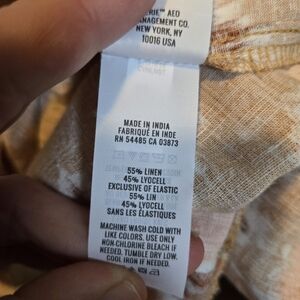 AEO
MANAGEMENT CO.
NEW YORK, NY
10016 USA
MADE IN INDIA
FABRIQUÉ EN INDE
RN 54485 CA 03873
55% LINEN
45% LYOCELL
EXCLUSIVE OF ELASTIC
55% LIN
45% LYOCELL
SANS LES ÉLASTIQUES
MACHINE WASH COLD WITH
LIKE COLORS. USE ONLY
NON-CHLORINE BLEACH IF
NEEDED. TUMBLE DRY LOW.
COOL IRON IF NEEDED.